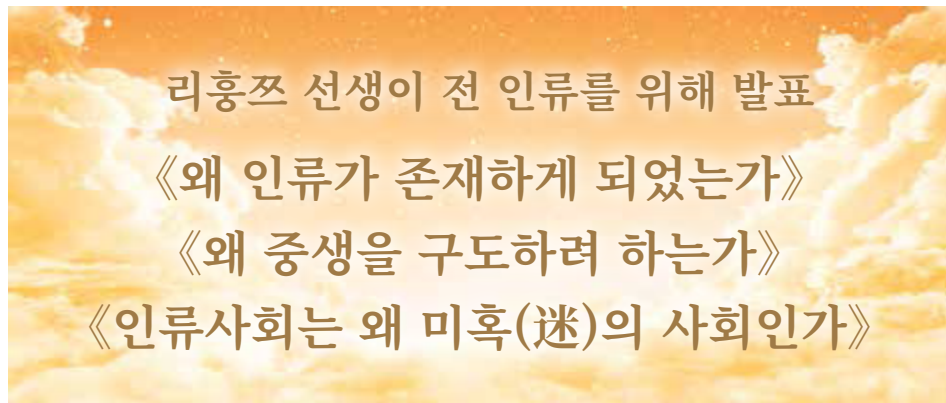 리훙쯔 선생이 전 인류를 위해 발표
《왜 인류가 존재하게 되었는가》
《왜 중생을 구도하려 하는가》
《인류사회는 왜 미혹(迷)의 사회인가》